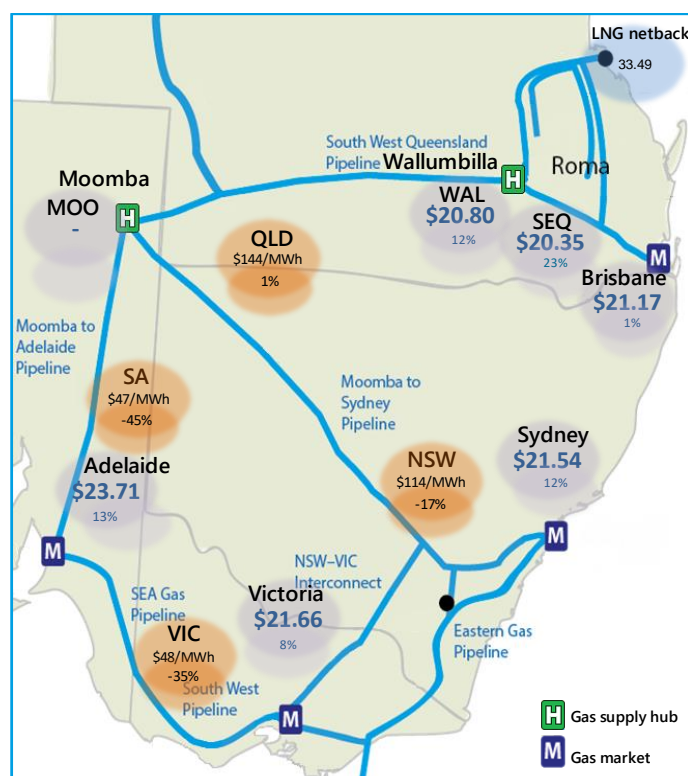 LNG netback
33.49
South West Queensland
Pipeline
Wallumbilla
H
Roma
Moomba
MOO
-
H
WAL
$20.80
12%
SEQ
$20.35
23%
QLD
$144/MWh
1%
M
Brisbane
$21.17
1%
Moomba to
Adelaide
Pipeline
SA
$47/MWh
-45%
Moomba to
Sydney
Pipeline
Adelaide
$23.71
13%
NSW
$114/MWh
-17%
Sydney
$21.54
12%
M
M
NSW–VIC
Interconnect
SEA Gas
Pipeline
Victoria
$21.66
8%
VIC
$48/MWh
-35%
Eastern Gas
Pipeline
South West
Pipeline
M
H Gas supply hub
M Gas market